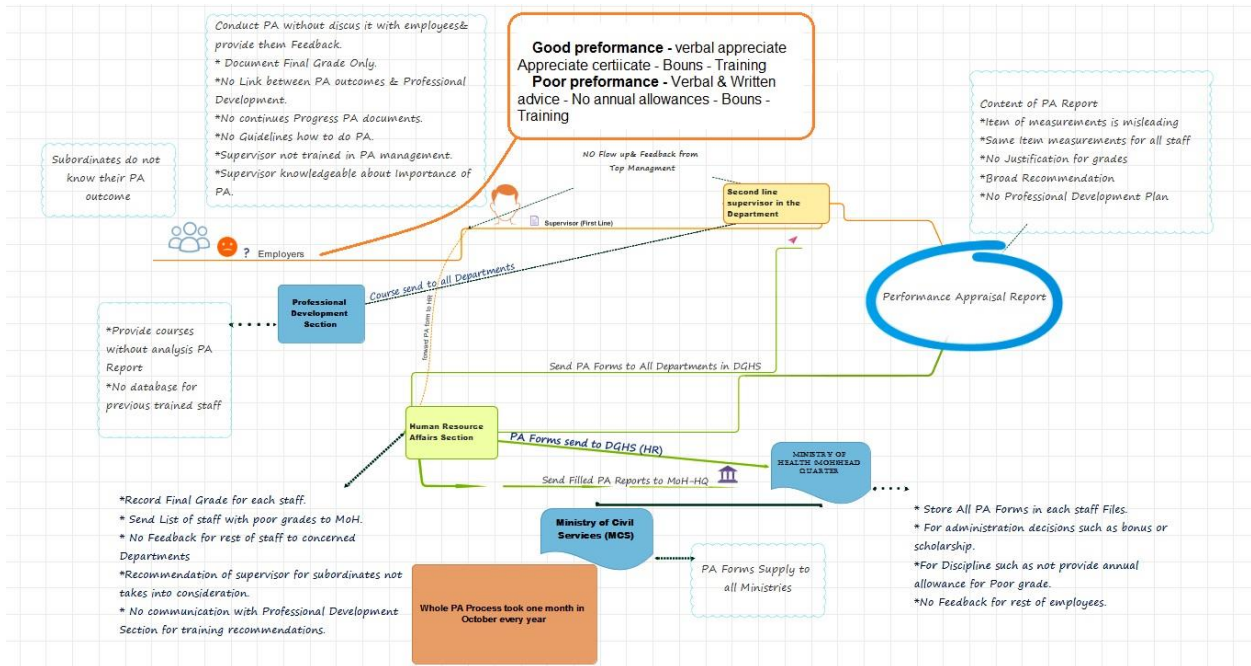 Conduct PA without discus it with employees&
provide them Feedback.
* Document Final Grade Only.
*No Link between PA outcomes & Professional
Development.
*No continues Progress PA documents.
*No Guidelines how to do PA.
*Supervisor not trained in PA management.
*Supervisor knowledgeable about Importance of
PA.
Good preformance - verbal appreciate
Appreciate certiicate - Bouns - Training
Poor preformance - Verbal & Written
advice - No annual allowances - Bouns -
Training
Content of PA Report
*Item of measurements is misleading
*Same Item measurements for all staff
*No Justification for grades
*Broad Recommendation
*No Professional Development Plan
Subordinates do not
know their PA
outcome
NO Flow up& Feedback from
Top Managment
Second line
supervisor in the
Department
Supervisor (First Line)
? Employers
Performance Appraisal Report
Course send to all Departments
Professional
Development
Section
forward PA form to HR
*Provide courses
without analysis PA
Report
*No database for
previous trained staff
Send PA Forms to All Departments in DGHS
Human Resource
Affairs Section
PA Forms send to DGHS (HR)
MINISTRY OF
HEALTH MOH/HEAD
QUARTER
Send Filled PA Reports to MoH-HQ
*Record Final Grade for each staff.
* Send List of staff with poor grades to MoH.
* No Feedback for rest of staff to concerned
Departments
*Recommendation of supervisor for subordinates not
takes into consideration.
* No communication with Professional Development
Section for training recommendations.
Ministry of Civil
Services (MCS)
PA Forms Supply to
all Ministries
* Store All PA Forms in each staff Files.
* For administration decisions such as bonus or
scholarship.
*For Discipline such as not provide annual
allowance for Poor grade.
*No Feedback for rest of employees.
Whole PA Process took one month in
October every year